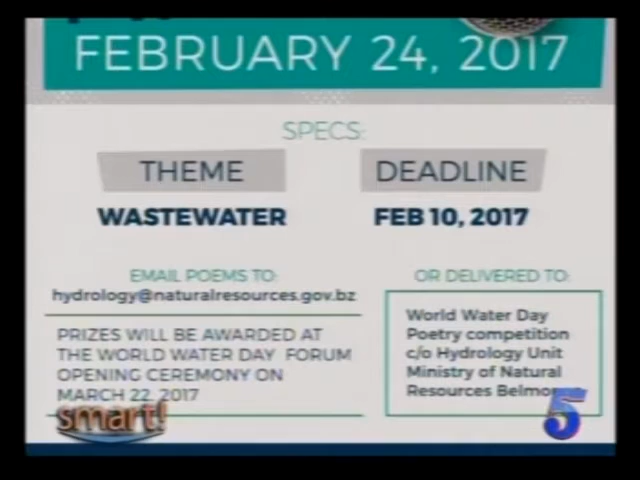 FEBRUARY 24, 2017
SPECS:
THEME
WASTEWATER
DEADLINE
FEB 10, 2017
EMAIL POEMS TO:
hydrology@naturalresources.gov.bz
PRIZES WILL BE AWARDED AT
THE WORLD WATER DAY FORUM
OPENING CEREMONY ON
MARCH 22, 2017
OR DELIVERED TO:
World Water Day
Poetry competition
c/o Hydrology Unit
Ministry of Natural
Resources
smart!
5